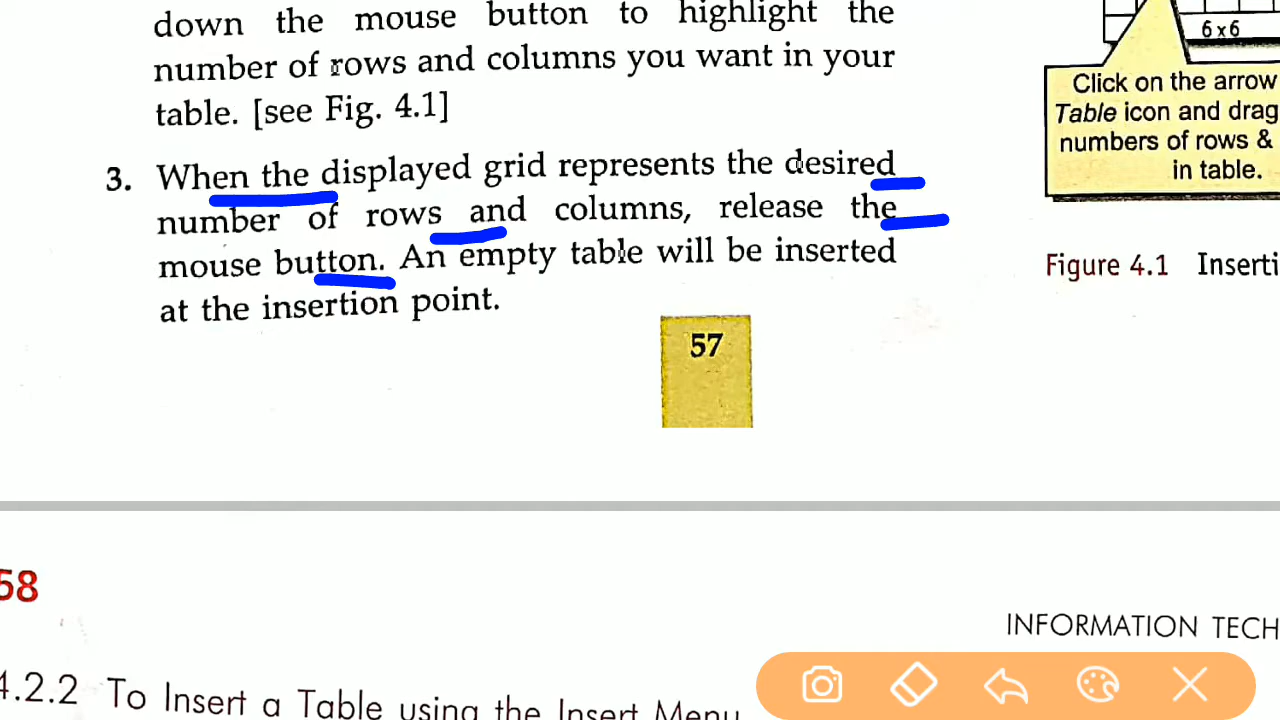 down the mouse button to highlight the
number of rows and columns you want in your
table. [see Fig. 4.1]
3. When the displayed grid represents the desired
number of rows and columns, release the
mouse button. An empty table will be inserted
at the insertion point.
57
6x6
Click on the arrow
Table icon and drag
numbers of rows &
in table.
Figure 4.1 Inserti
58
INFORMATION TECH
4.2.2 To Insert a Table using the Insert Menu